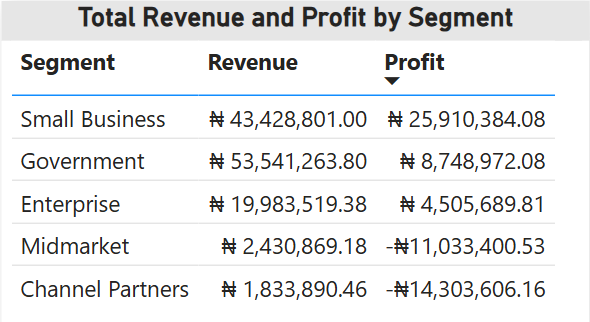 Total Revenue and Profit by Segment
Segment Revenue Profit
Small Business ₦ 43,428,801.00 ₦ 25,910,384.08
Government ₦ 53,541,263.80 ₦ 8,748,972.08
Enterprise ₦ 19,983,519.38 ₦ 4,505,689.81
Midmarket ₦ 2,430,869.18 -₦11,033,400.53
Channel Partners ₦ 1,833,890.46 -₦14,303,606.16